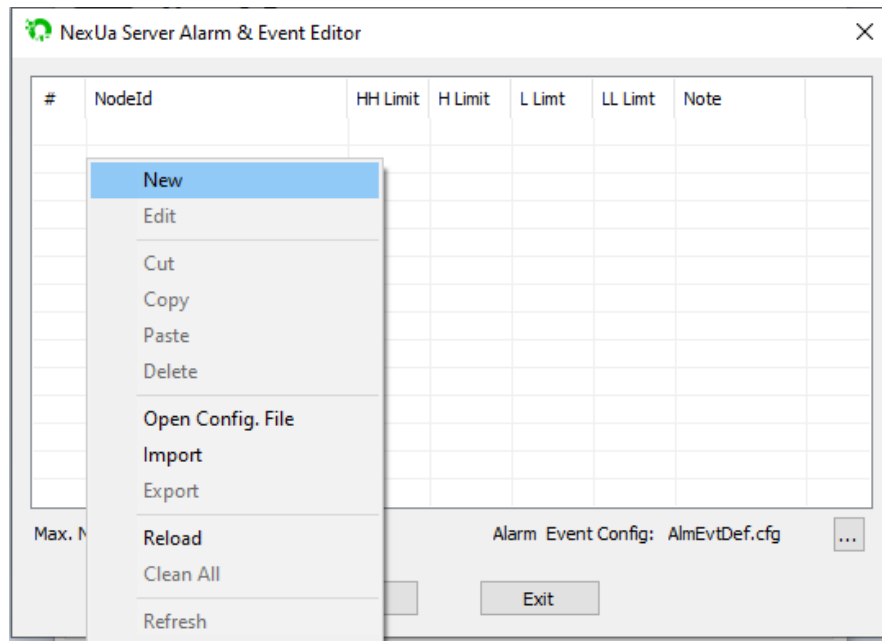 NexUa Server Alarm & Event Editor
# NodeId HH Limit H Limit L Limt LL Limt Note
New
Edit
Cut
Copy
Paste
Delete
Open Config. File
Import
Export
Max. Alarm Event Config: AlmEvtDef.cfg ...
Reload
Clean All
Exit
Refresh